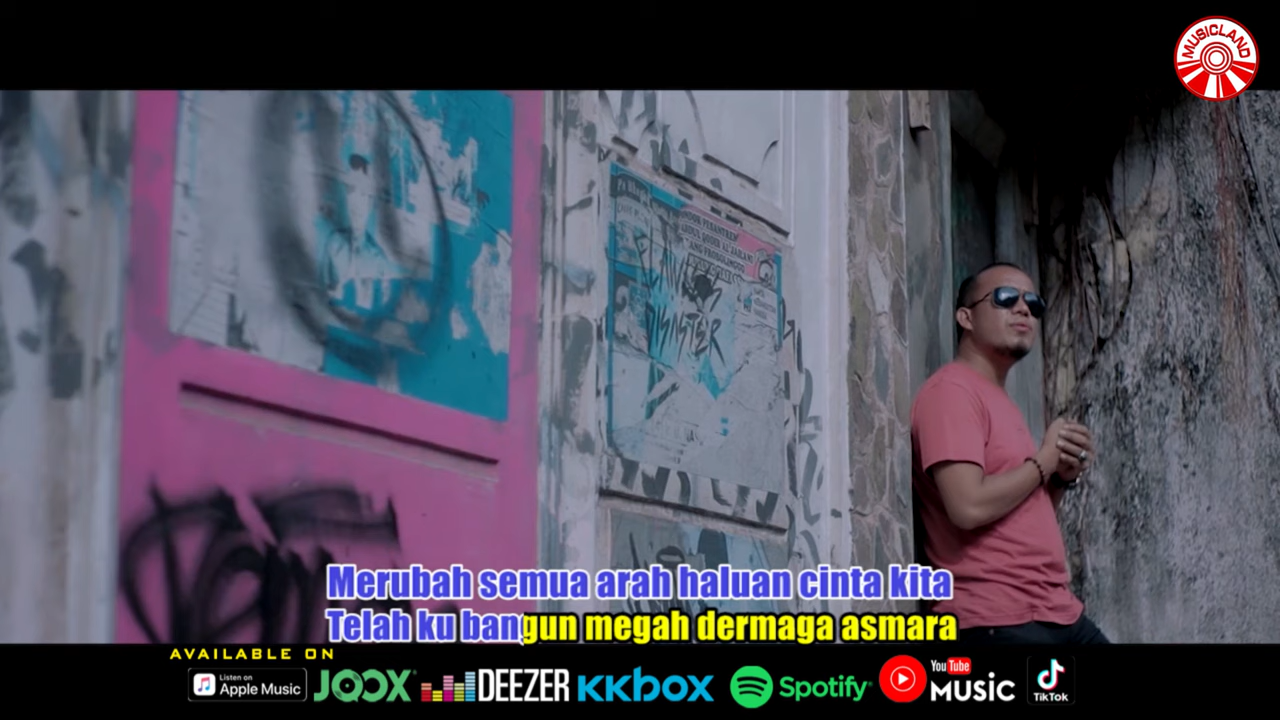 MUSICLAND
PISISTER
Merubah semua arah haluan cinta kita
Telah ku bangun megah dermaga asmara
AVAILABLE ON
Listen on
Apple Music
JOOX
DEEZER
KKBOX
Spotify
YouTube
MUSIC
TikTok